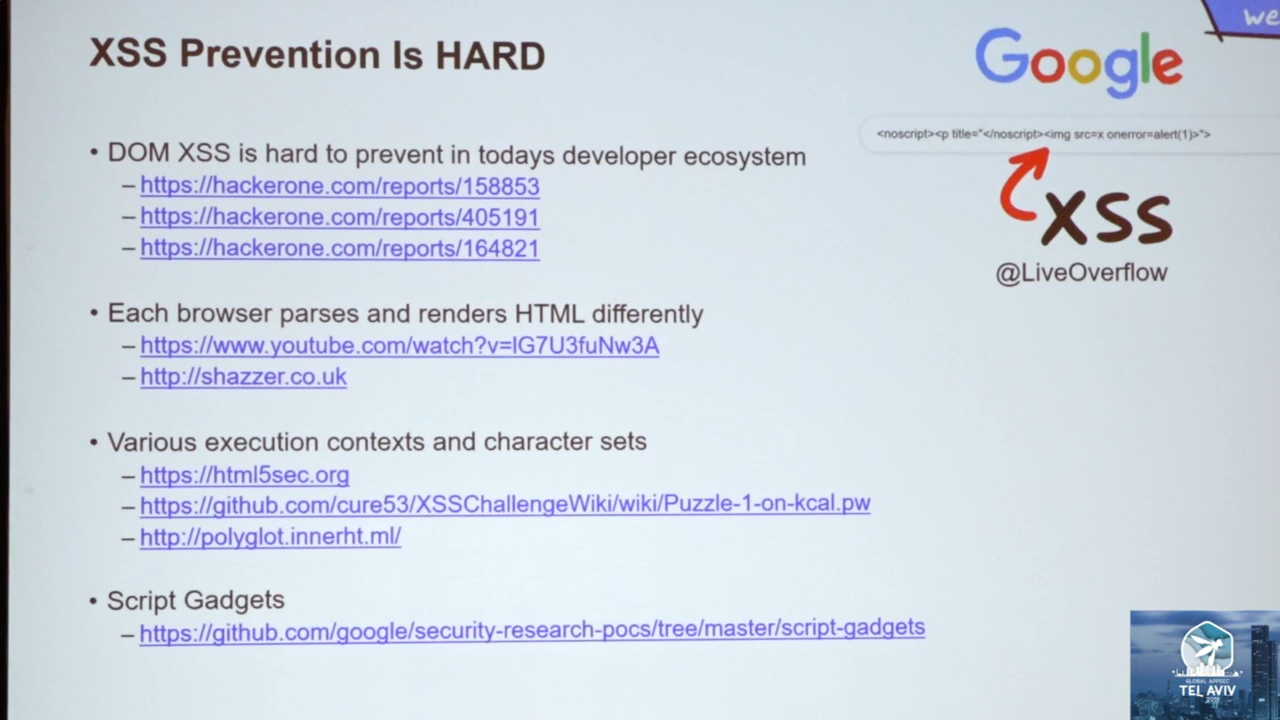 XSS Prevention Is HARD
• DOM XSS is hard to prevent in todays developer ecosystem
– https://hackerone.com/reports/158853
– https://hackerone.com/reports/405191
– https://hackerone.com/reports/164821
• Each browser parses and renders HTML differently
– https://www.youtube.com/watch?v=lG7U3fuNw3A
– http://shazzer.co.uk
• Various execution contexts and character sets
– https://html5sec.org
– https://github.com/cure53/XSSChallengeWiki/wiki/Puzzle-1-on-kcal.pw
– http://polyglot.innerht.ml/
• Script Gadgets
– https://github.com/google/security-research-pocs/tree/master/script-gadgets
we
Google
<noscript><p title="</noscript><img src=x onerror=alert(1)>">
XSS
@LiveOverflow
GLOBAL APPSEC
TEL AVIV